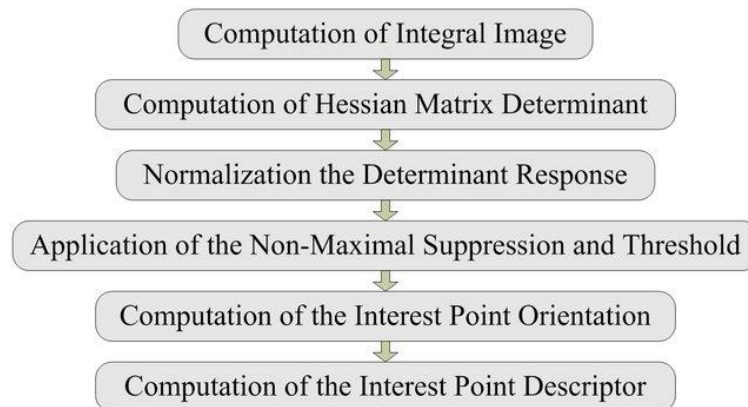 Computation of Integral Image
Computation of Hessian Matrix Determinant
Normalization the Determinant Response
Application of the Non-Maximal Suppression and Threshold
Computation of the Interest Point Orientation
Computation of the Interest Point Descriptor